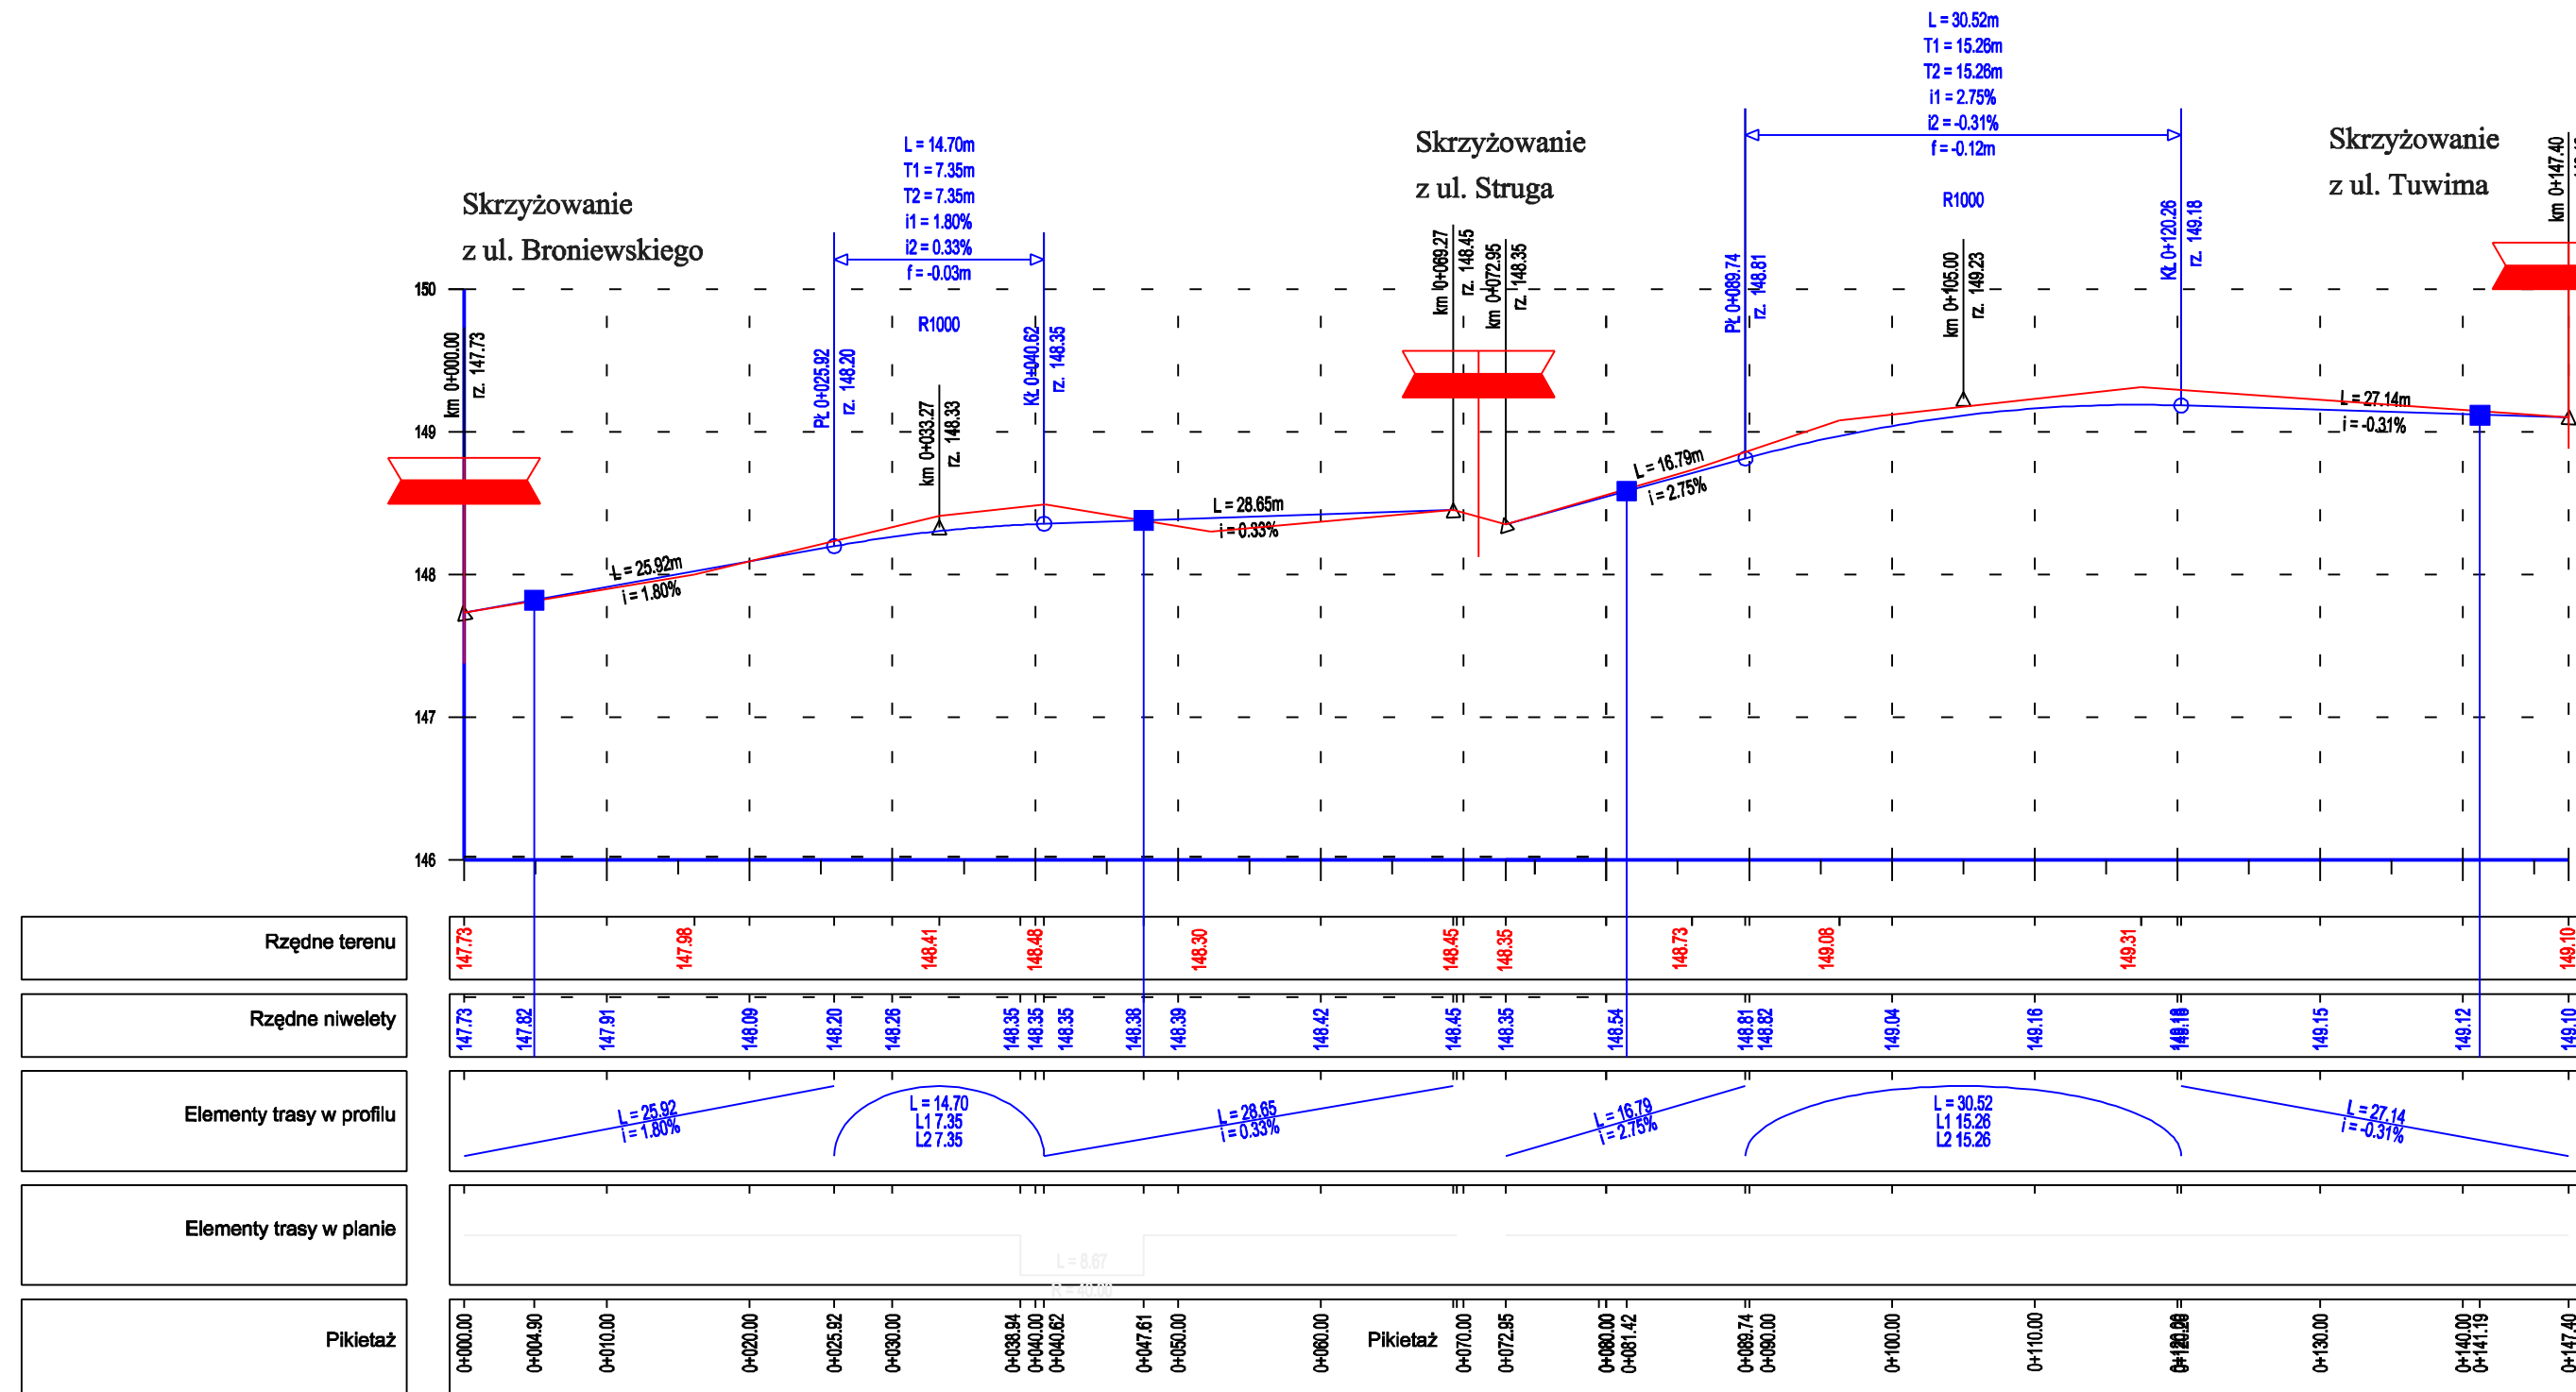 L = 30.52m
T1 = 15.26m
T2 = 15.26m
i1 = 2.75%
i2 = -0.31%
f = -0.12m
R1000
L = 14.70m
T1 = 7.35m
T2 = 7.35m
i1 = 1.80%
i2 = 0.33%
f = -0.03m
R1000
Skrzyżowanie
z ul. Broniewskiego
Skrzyżowanie
z ul. Struga
Skrzyżowanie
z ul. Tuwima
km 0+000.00
rz. 147.73
PŁ 0+025.92
rz. 148.20
km 0+033.27
rz. 148.33
KŁ 0+040.62
rz. 148.35
km 0+069.27
rz. 148.45
km 0+072.95
rz. 148.35
PŁ 0+089.74
rz. 148.81
km 0+105.00
rz. 149.23
KŁ 0+120.26
rz. 149.18
km 0+147.40
150
149
148
147
146
L = 25.92m
i = 1.80%
L = 28.65m
i = 0.33%
L = 16.79m
i = 2.75%
L = 27.14m
i = -0.31%
Rzędne terenu
147.73 147.98 148.41 148.48 148.30 148.45 148.35 148.73 149.08 149.31 149.10
Rzędne niwelety
147.73 147.82 147.91 148.09 148.20 148.26 148.35 148.35 148.35 148.38 148.39 148.42 148.45 148.35 148.54 148.81 148.82 149.04 149.16 149.18 149.15 149.12 149.10
Elementy trasy w profilu
L = 25.92
i = 1.80%
L = 14.70
L1 7.35
L2 7.35
L = 28.65
i = 0.33%
L = 16.79
i = 2.75%
L = 30.52
L1 15.26
L2 15.26
L = 27.14
i = -0.31%
Elementy trasy w planie
L = 8.67
R = 40.00
Pikietaż
0+000.00 0+004.90 0+010.00 0+020.00 0+025.92 0+030.00 0+038.94 0+040.00 0+040.62 0+047.61 0+050.00 0+060.00
Pikietaż
0+070.00 0+072.95 0+080.00 0+081.42 0+089.74 0+090.00 0+100.00 0+110.00 0+120.26 0+130.00 0+140.00 0+141.19 0+147.40